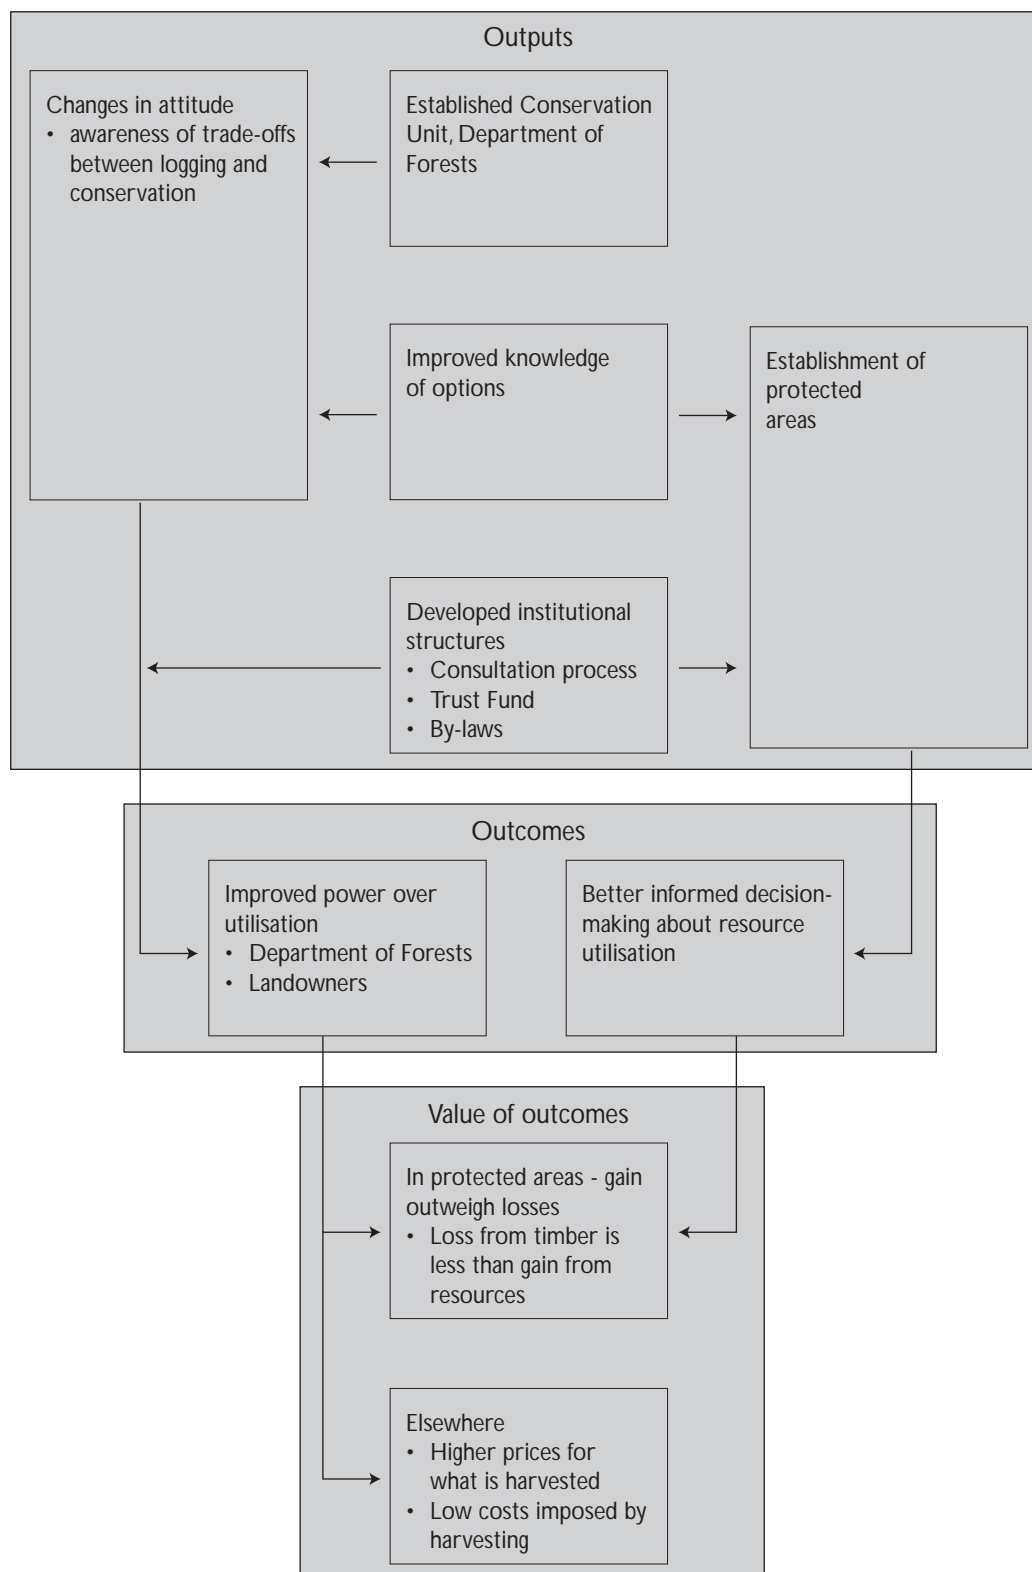 Outputs
Changes in attitude
• awareness of trade-offs
between logging and
conservation
Established Conservation
Unit, Department of
Forests
Improved knowledge
of options
Establishment of
protected
areas
Developed institutional
structures
• Consultation process
• Trust Fund
• By-laws
Outcomes
Improved power over
utilisation
• Department of Forests
• Landowners
Better informed decision-
making about resource
utilisation
Value of outcomes
In protected areas - gain
outweigh losses
• Loss from timber is
less than gain from
resources
Elsewhere
• Higher prices for
what is harvested
• Low costs imposed by
harvesting